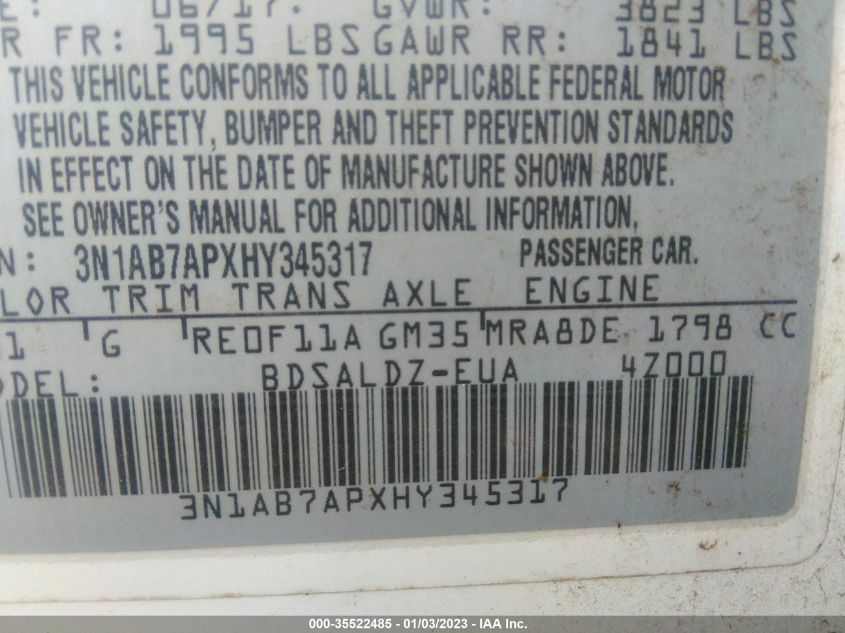 E: 06/17. GVWR: 3823 LBS
R FR: 1995 LBS GAWR RR: 1841 LBS
THIS VEHICLE CONFORMS TO ALL APPLICABLE FEDERAL MOTOR
VEHICLE SAFETY, BUMPER AND THEFT PREVENTION STANDARDS
IN EFFECT ON THE DATE OF MANUFACTURE SHOWN ABOVE.
SEE OWNER'S MANUAL FOR ADDITIONAL INFORMATION.
N: 3N1AB7APXHY345317 PASSENGER CAR.
LOR TRIM TRANS AXLE ENGINE
1 G RE0F11A GM35 MRA8DE 1798 CC
ODEL: BDSALDZ-EUA 4Z000
3N1AB7APXHY345317
000-35522485 - 01/03/2023 - IAA Inc.